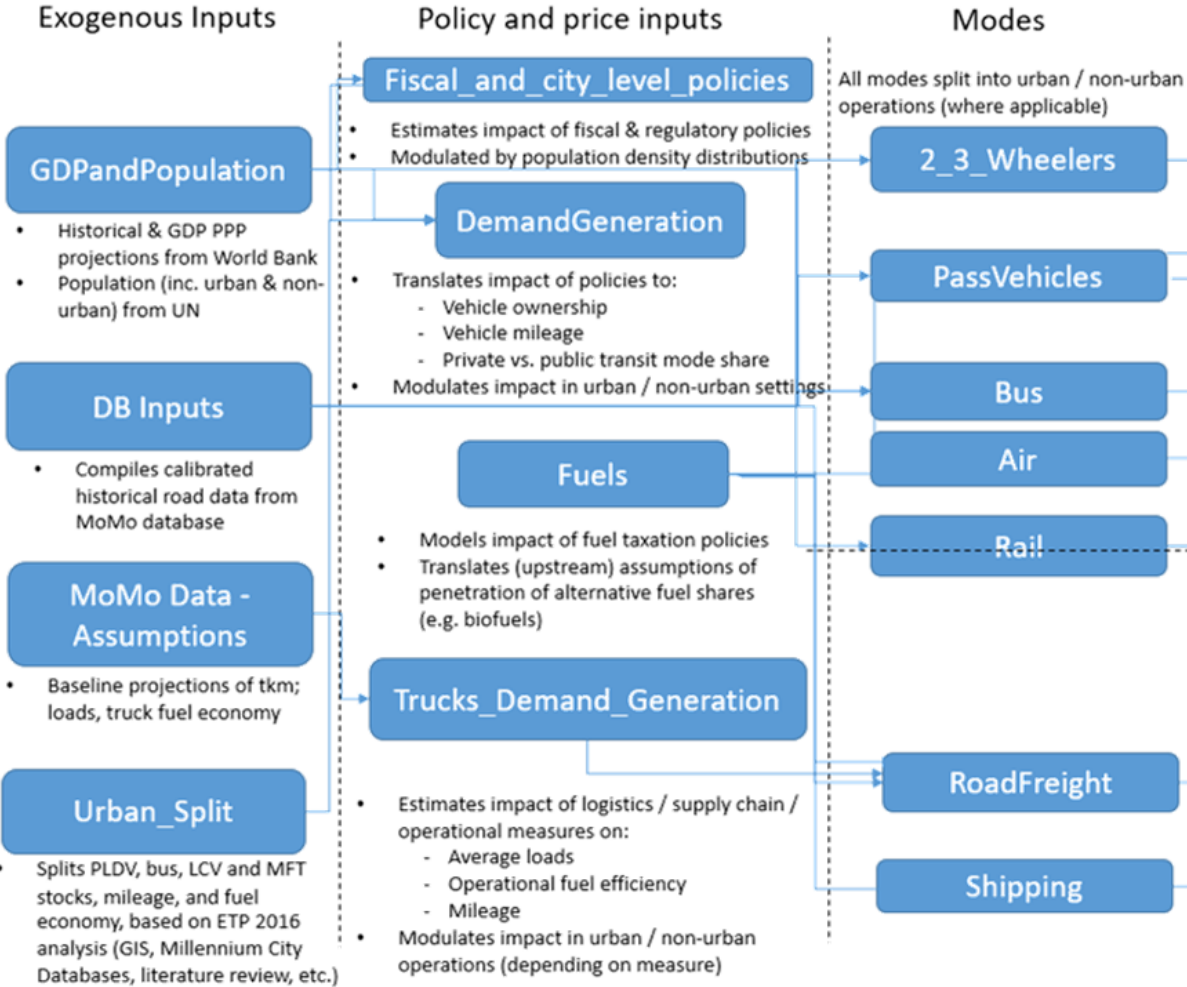 Exogenous Inputs
GDPandPopulation
• Historical & GDP PPP
projections from World Bank
• Population (inc. urban & non-
urban) from UN
DB Inputs
• Compiles calibrated
historical road data from
MoMo database
MoMo Data -
Assumptions
• Baseline projections of tkm;
loads, truck fuel economy
Urban_Split
• Splits PLDV, bus, LCV and MFT
stocks, mileage, and fuel
economy, based on ETP 2016
analysis (GIS, Millennium City
Databases, literature review, etc.)
Policy and price inputs
Fiscal_and_city_level_policies
• Estimates impact of fiscal & regulatory policies
• Modulated by population density distributions
DemandGeneration
• Translates impact of policies to:
- Vehicle ownership
- Vehicle mileage
- Private vs. public transit mode share
• Modulates impact in urban / non-urban settings
Fuels
• Models impact of fuel taxation policies
• Translates (upstream) assumptions of
penetration of alternative fuel shares
(e.g. biofuels)
Trucks_Demand_Generation
• Estimates impact of logistics / supply chain /
operational measures on:
- Average loads
- Operational fuel efficiency
- Mileage
• Modulates impact in urban / non-urban
operations (depending on measure)
Modes
All modes split into urban / non-urban
operations (where applicable)
2_3_Wheelers
PassVehicles
Bus
Air
Rail
RoadFreight
Shipping